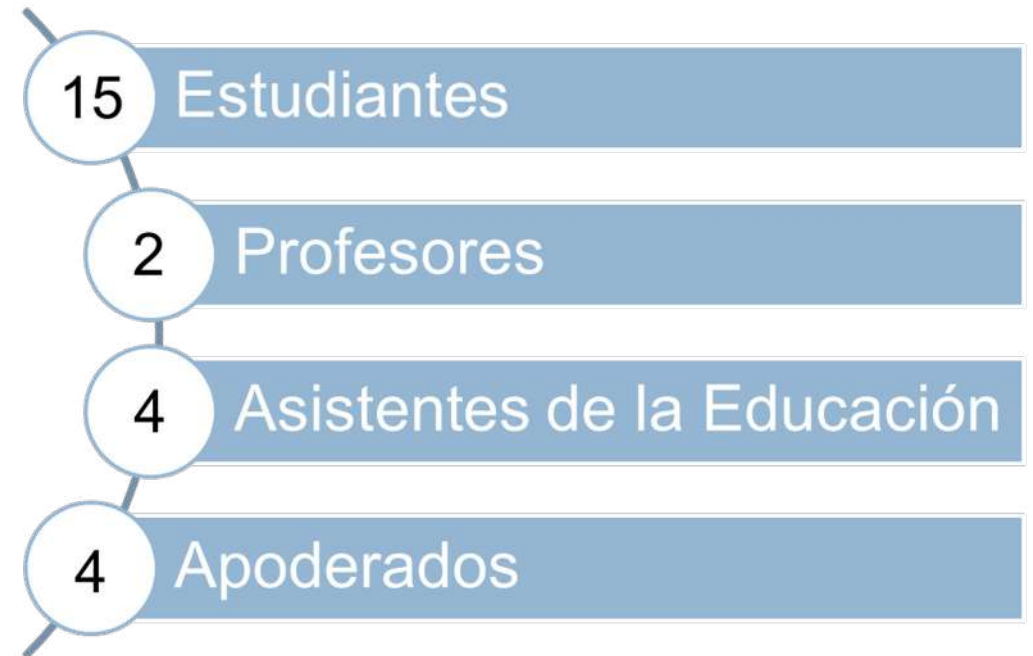 15 Estudiantes
2 Profesores
4 Asistentes de la Educación
4 Apoderados